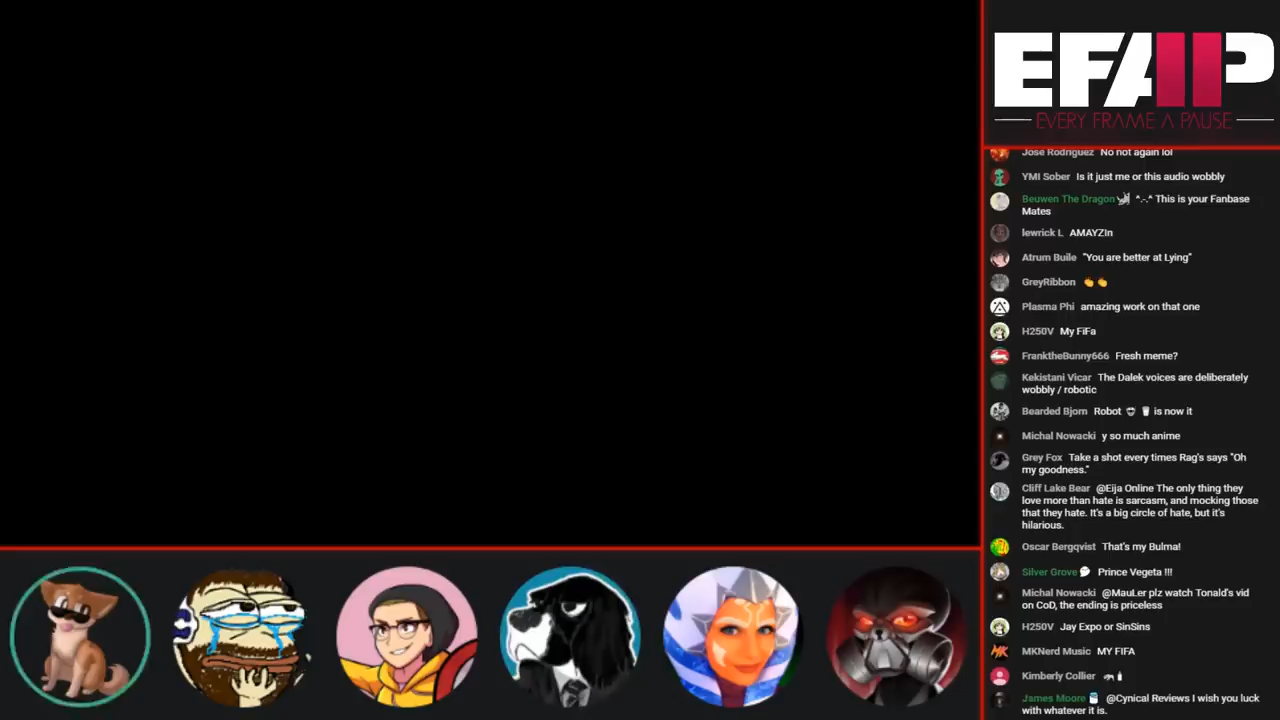 EFAP
EVERY FRAME A PAUSE
Jose Rodriguez No not again lol
YMI Sober Is it just me or this audio wobbly
Beuwen The Dragon ^.-.^ This is your Fanbase
Mates
lewrick L AMAYZIn
Atrum Buile "You are better at Lying"
GreyRibbon 👏👏
Plasma Phi amazing work on that one
H250V My FiFa
FranktheBunny666 Fresh meme?
Kekistani Vicar The Dalek voices are deliberately
wobbly / robotic
Bearded Bjorn Robot is now it
Michal Nowacki y so much anime
Grey Fox Take a shot every times Rag's says "Oh
my goodness."
Cliff Lake Bear @Eija Online The only thing they
love more than hate is sarcasm, and mocking those
that they hate. It's a big circle of hate, but it's
hilarious.
Oscar Bergqvist That's my Bulma!
Silver Grove Prince Vegeta !!!
Michal Nowacki @MauLer plz watch Tonald's vid
on CoD, the ending is priceless
H250V Jay Expo or SinSins
MKNerd Music MY FIFA
Kimberly Collier
James Moore @Cynical Reviews I wish you luck
with whatever it is.